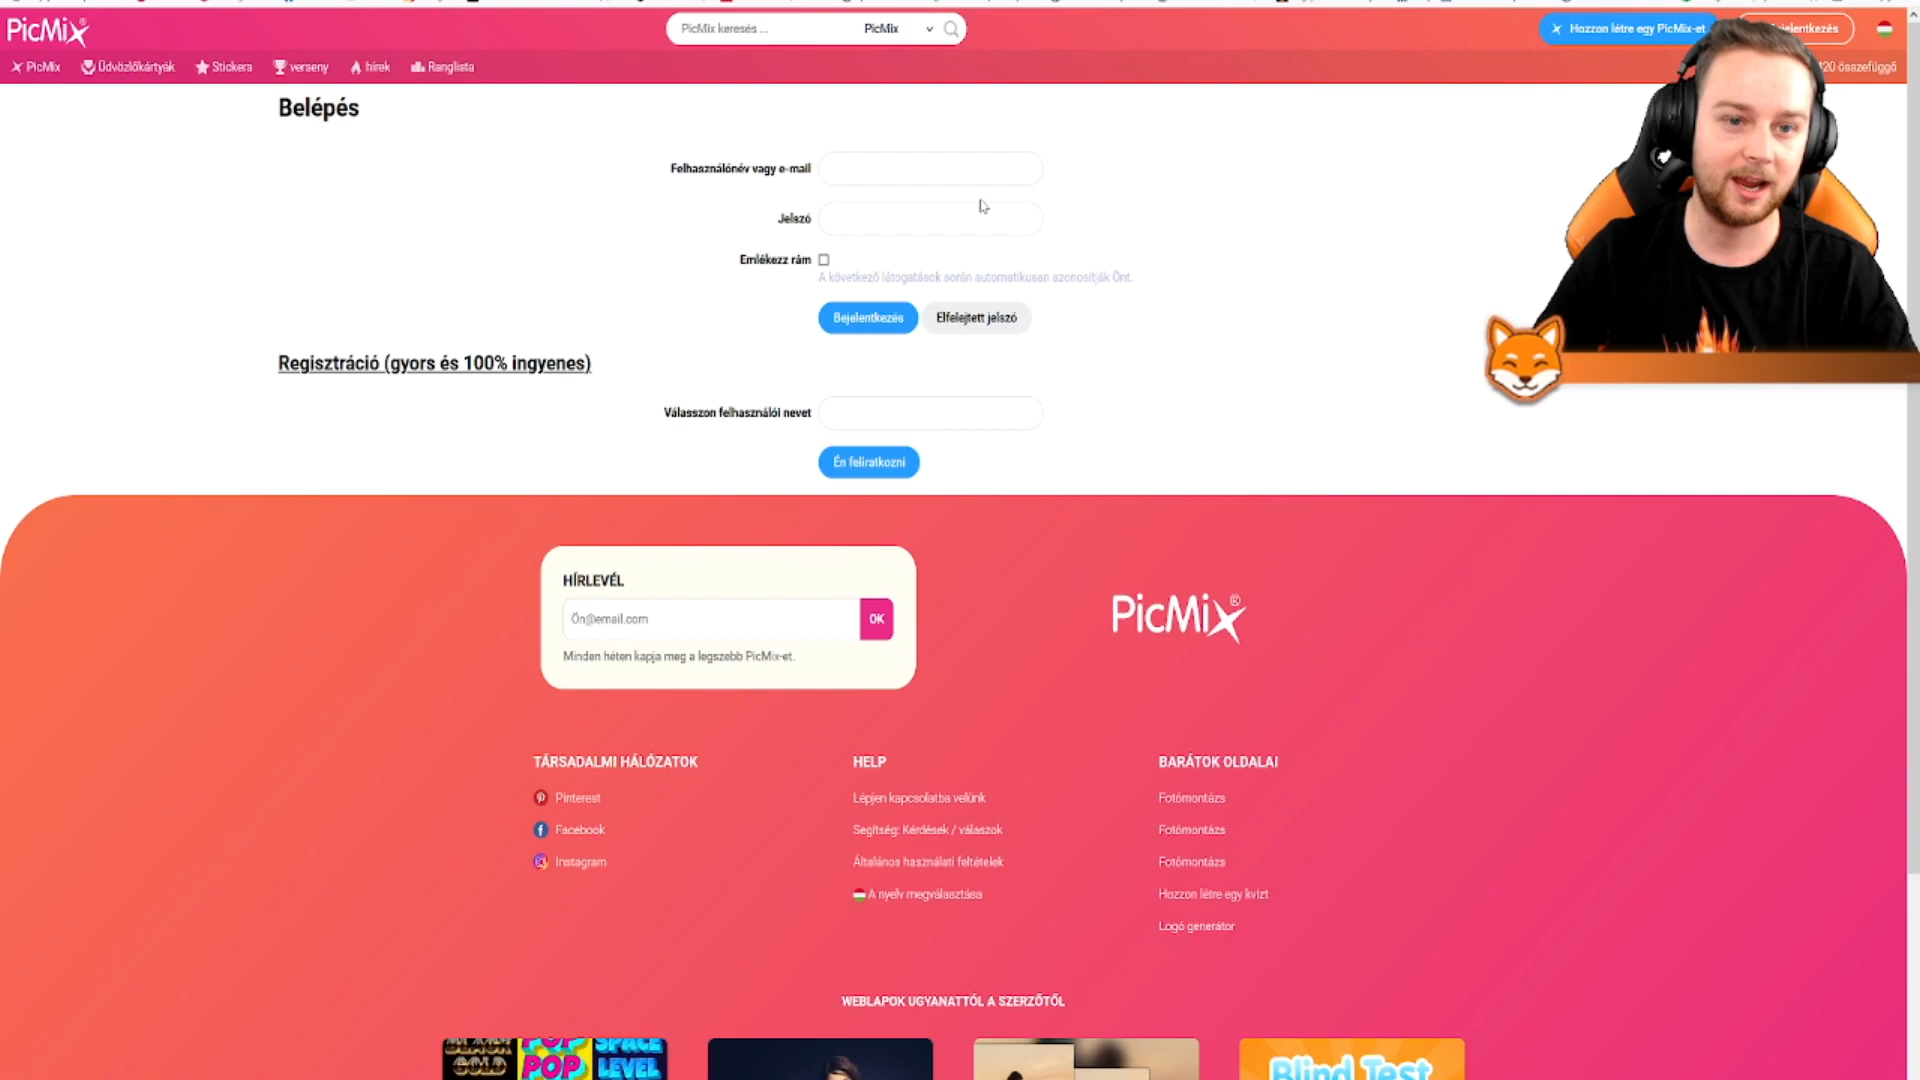 PicMix®
PicMix keresés ...
PicMix
Hozzon létre egy PicMix-et
PicMix
Üdvözlőkártyák
Stickers
verseny
hírek
Ranglista
összefüggő
Belépés
Felhasználónév vagy e-mail
Jelszó
Emlékezz rám
A következő látogatások során automatikusan azonosítják Önt.
Bejelentkezés
Elfelejtett jelszó
Regisztráció (gyors és 100% ingyenes)
Válasszon felhasználói nevet
Én feliratkozni
HÍRLEVÉL
Ön@email.com
OK
Minden héten kapja meg a legszebb PicMix-et.
PicMix®
TÁRSADALMI HÁLÓZATOK
Pinterest
Facebook
Instagram
HELP
Lépjen kapcsolatba velünk
Segítség: Kérdések / válaszok
Általános használati feltételek
A nyelv megválasztása
BARÁTOK OLDALAI
Fotómontázs
Fotómontázs
Fotómontázs
Hozzon létre egy kvízt
Logó generátor
WEBLAPOK UGYANATTÓL A SZERZŐTŐL
GOLD
POP
POP
SPACE
LEVEL
Blind Test